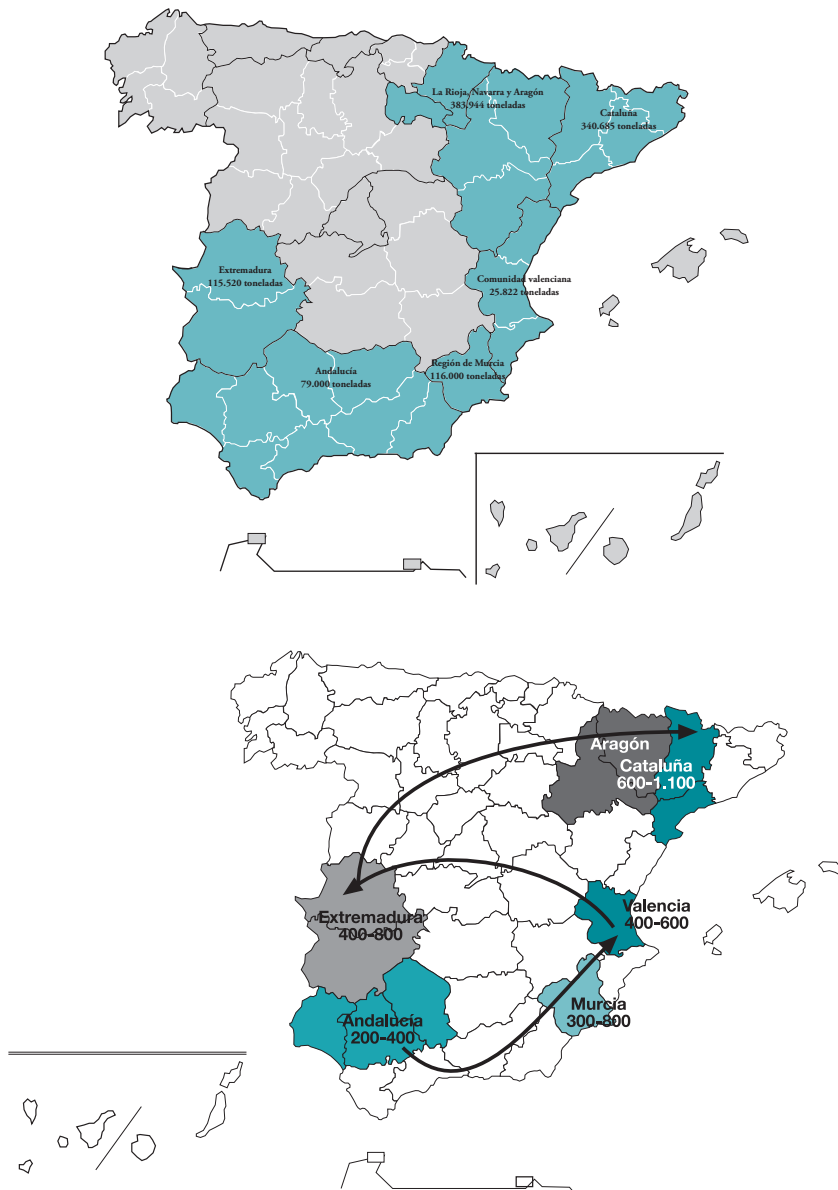 La Rioja, Navarra y Aragón
383.944 toneladas
Cataluña
340.685 toneladas
Extremadura
115.520 toneladas
Comunidad valenciana
25.822 toneladas
Región de Murcia
116.000 toneladas
Andalucía
79.000 toneladas
Aragón
Cataluña
600-1.100
Extremadura
400-800
Valencia
400-600
Murcia
300-800
Andalucía
200-400